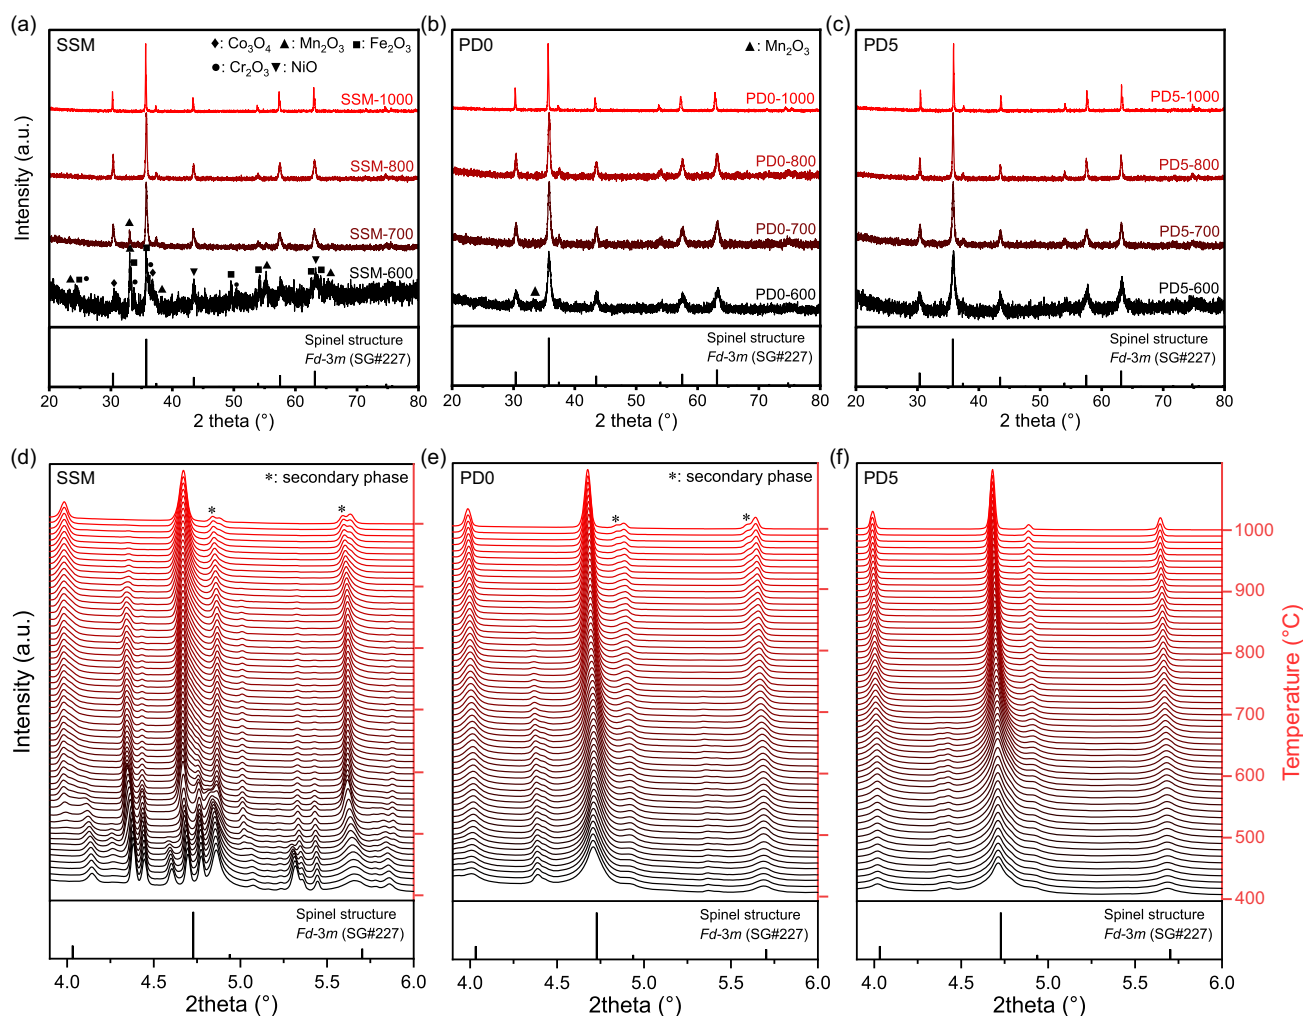 (a)
SSM
♦: Co₃O₄ ▲: Mn₂O₃ ■: Fe₂O₃
●: Cr₂O₃ ▼: NiO
SSM-1000
SSM-800
SSM-700
SSM-600
Spinel structure
Fd-3m (SG#227)
20 30 40 50 60 70 80
2 theta (°)
Intensity (a.u.)
(b)
PD0
▲: Mn₂O₃
PD0-1000
PD0-800
PD0-700
PD0-600
Spinel structure
Fd-3m (SG#227)
20 30 40 50 60 70 80
2 theta (°)
(c)
PD5
PD5-1000
PD5-800
PD5-700
PD5-600
Spinel structure
Fd-3m (SG#227)
20 30 40 50 60 70 80
2 theta (°)
(d)
SSM
*: secondary phase
*
*
Spinel structure
Fd-3m (SG#227)
4.0 4.5 5.0 5.5 6.0
2theta (°)
Intensity (a.u.)
(e)
PD0
*: secondary phase
*
*
Spinel structure
Fd-3m (SG#227)
4.0 4.5 5.0 5.5 6.0
2theta (°)
(f)
PD5
1000
900
800
700
600
500
400
Temperature (°C)
Spinel structure
Fd-3m (SG#227)
4.0 4.5 5.0 5.5 6.0
2theta (°)